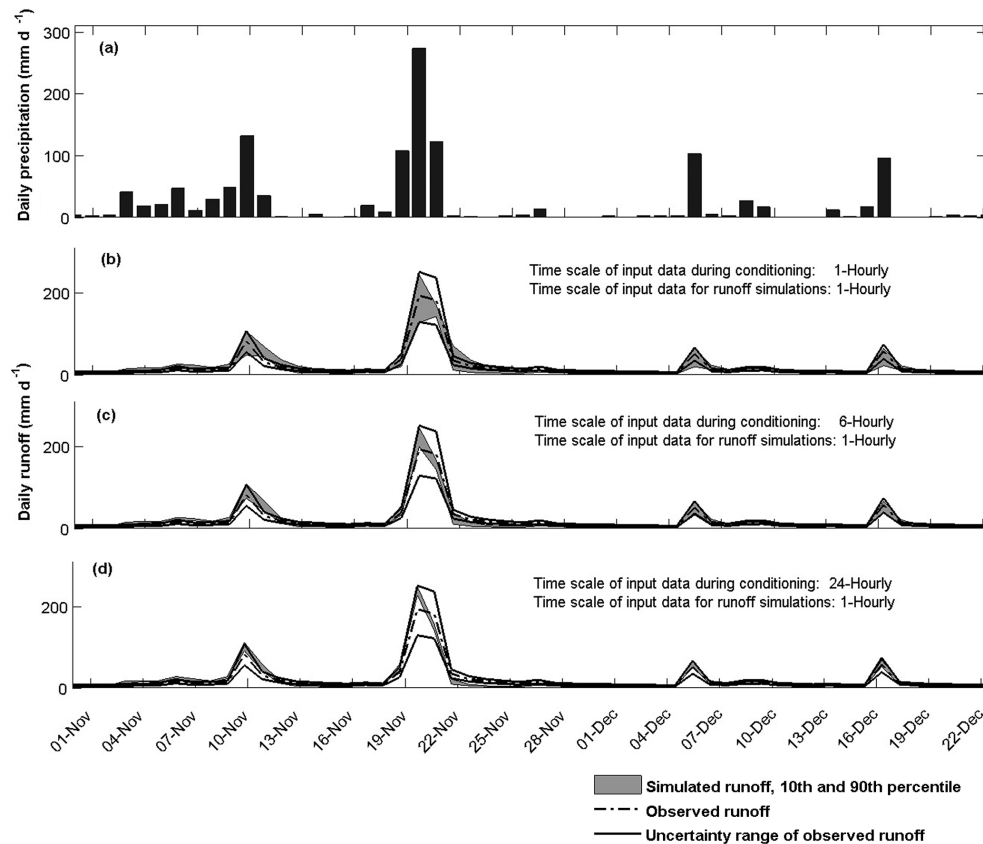 Daily precipitation (mm d⁻¹)
300
200
100
0
(a)
(b)
Time scale of input data during conditioning: 1-Hourly
Time scale of input data for runoff simulations: 1-Hourly
200
0
Daily runoff (mm d⁻¹)
(c)
Time scale of input data during conditioning: 6-Hourly
Time scale of input data for runoff simulations: 1-Hourly
200
0
(d)
Time scale of input data during conditioning: 24-Hourly
Time scale of input data for runoff simulations: 1-Hourly
200
0
01-Nov
04-Nov
07-Nov
10-Nov
13-Nov
16-Nov
19-Nov
22-Nov
25-Nov
28-Nov
01-Dec
04-Dec
07-Dec
10-Dec
13-Dec
16-Dec
19-Dec
22-Dec
Simulated runoff, 10th and 90th percentile
Observed runoff
Uncertainty range of observed runoff